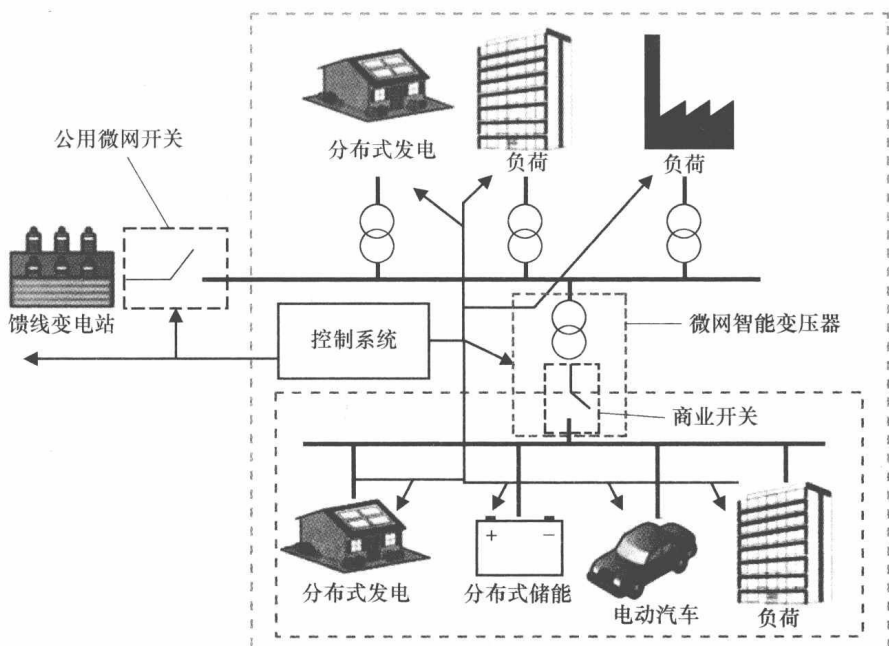 公用微网开关
分布式发电
负荷
负荷
馈线变电站
控制系统
微网智能变压器
商业开关
+ −
分布式发电
分布式储能
电动汽车
负荷